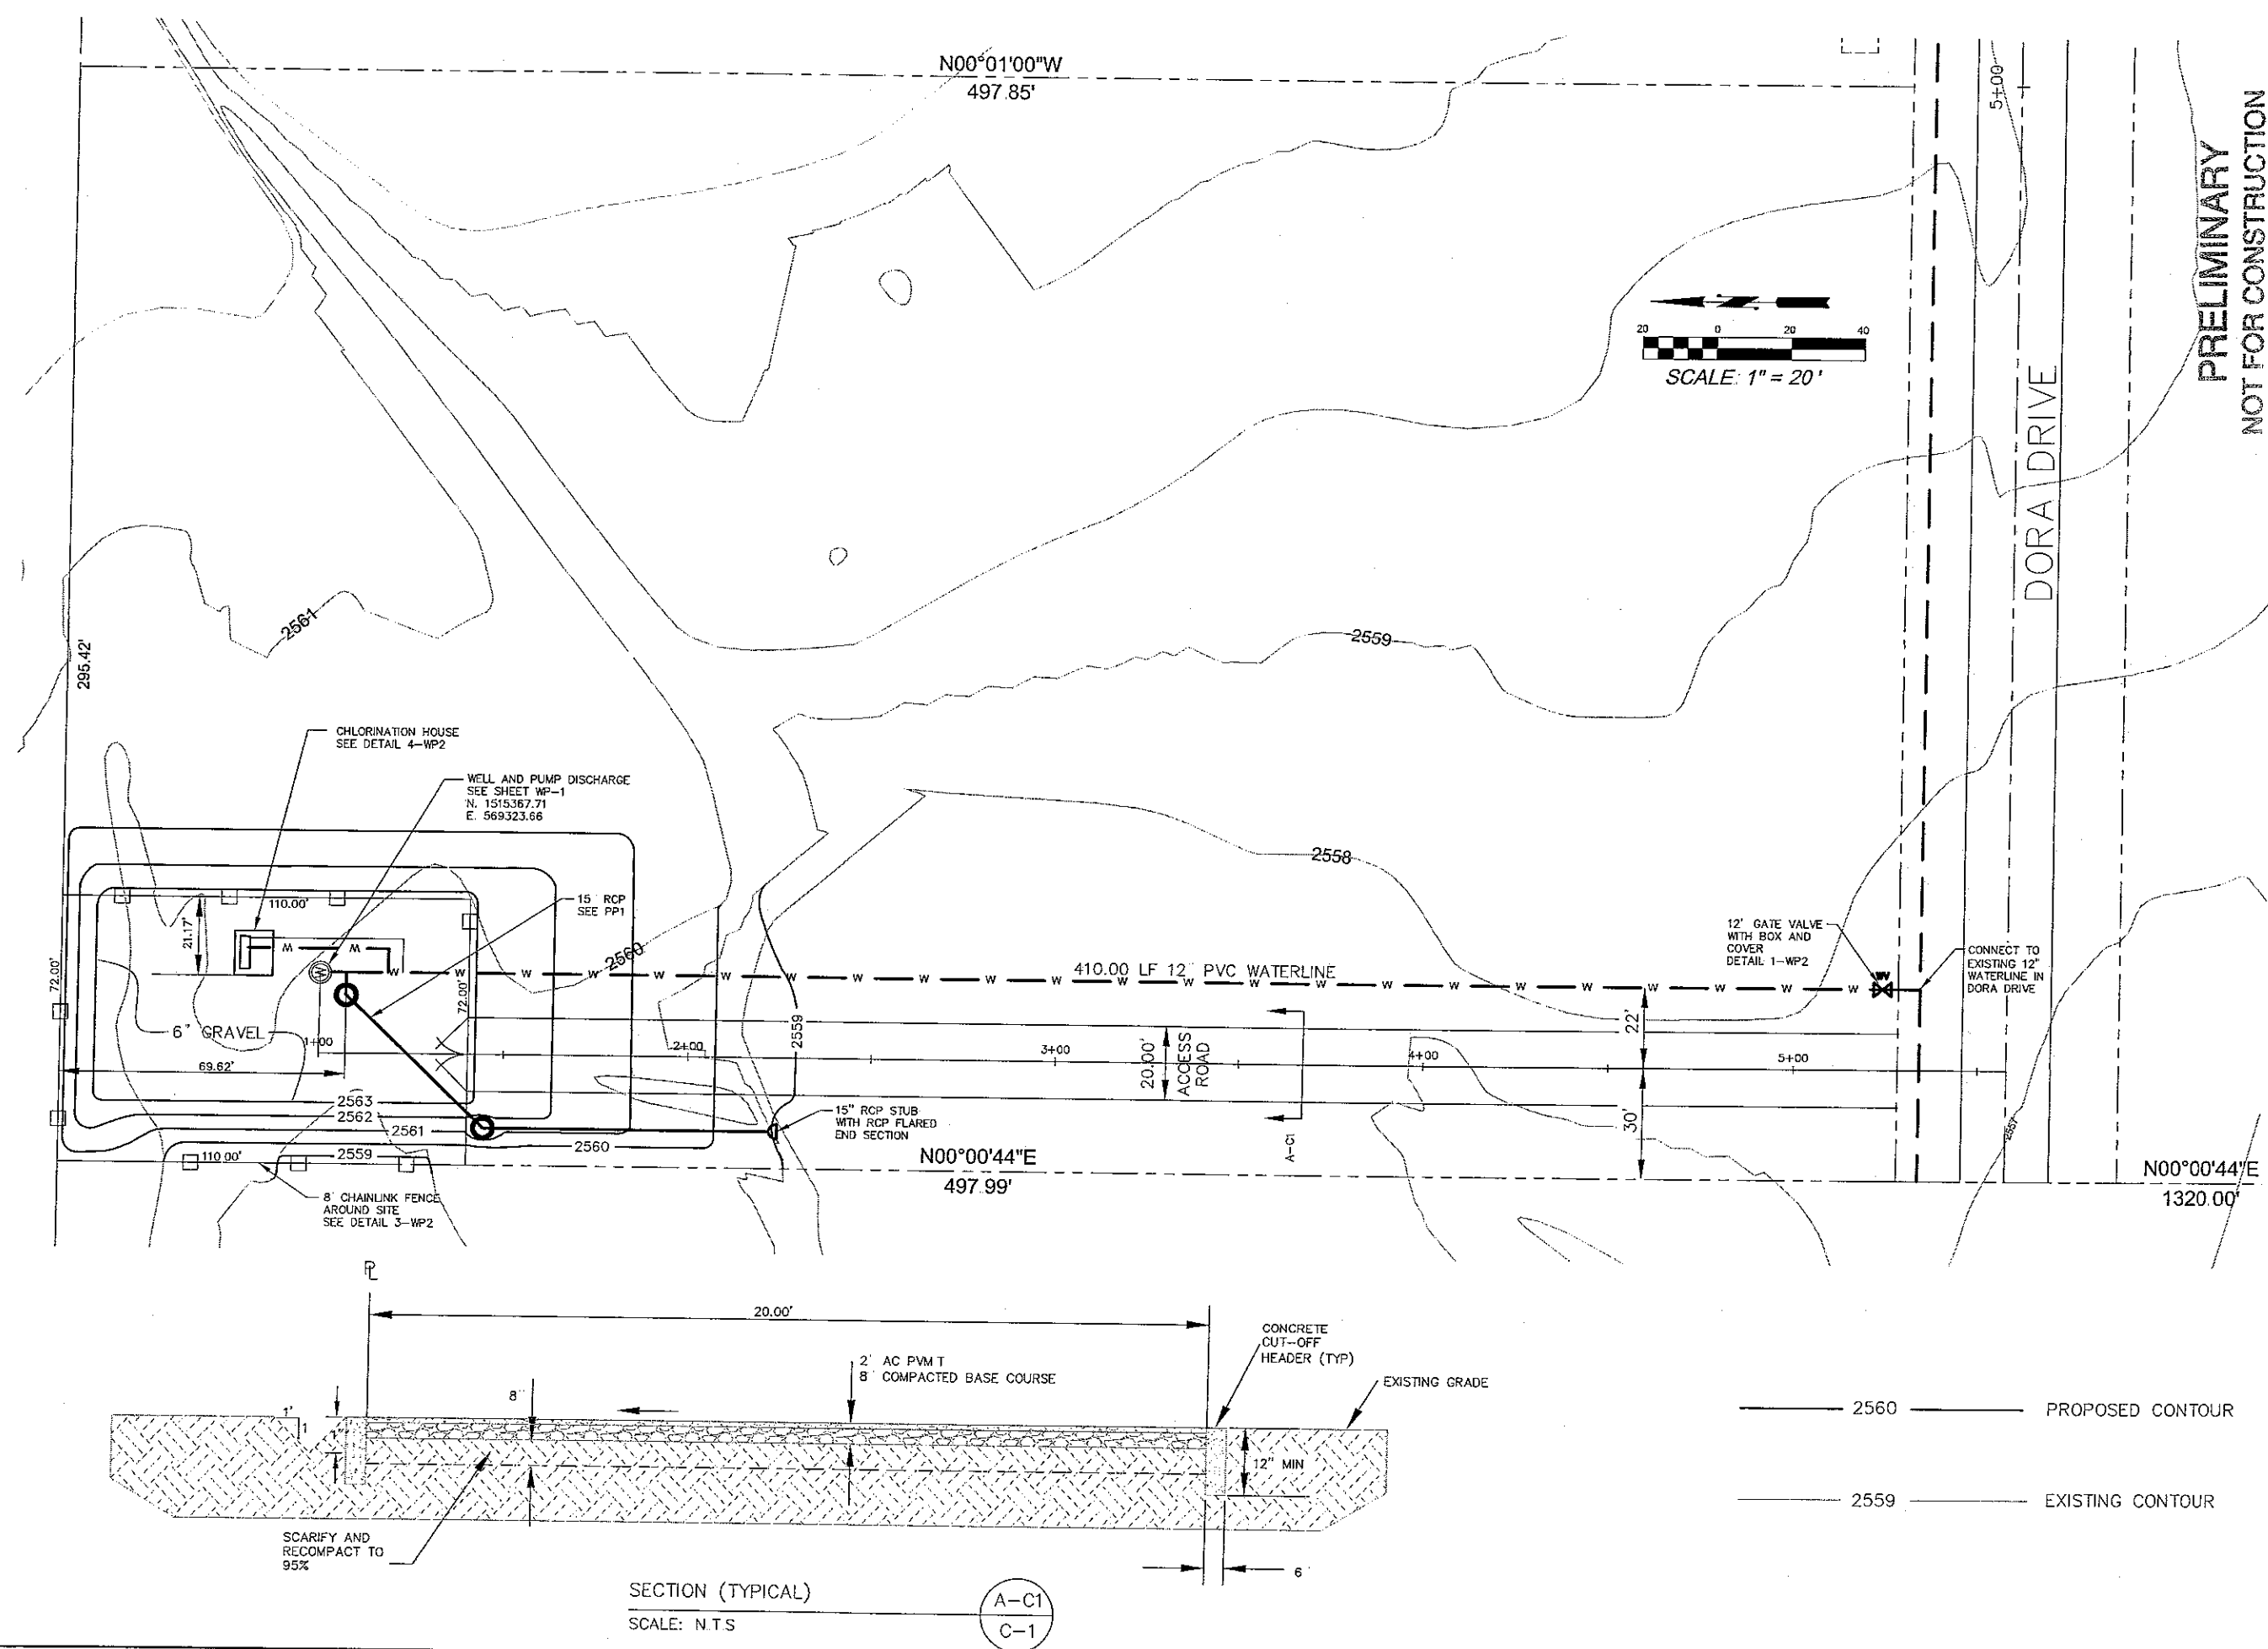 N00°01'00"W
497.85'
5+00
PRELIMINARY
NOT FOR CONSTRUCTION
20 0 20 40
SCALE: 1" = 20'
DORA DRIVE
2561
2559
295.42'
CHLORINATION HOUSE
SEE DETAIL 4-WP2
WELL AND PUMP DISCHARGE
SEE SHEET WP-1
N. 1515367.71
E. 569323.66
2558
15" RCP
SEE PP1
110.00'
21.17'
72.00'
72.00'
W W
W
2560
W W W W W W W W W W W W W W W W W W W W W W
410.00 LF 12" PVC WATERLINE
12' GATE VALVE
WITH BOX AND
COVER
DETAIL 1-WP2
WV
CONNECT TO
EXISTING 12"
WATERLINE IN
DORA DRIVE
6" GRAVEL
1+00
2+00
2559
3+00
20.00'
ACCESS
ROAD
4+00
22'
5+00
69.62'
2563
2562
2561
2560
2559
110.00'
15" RCP STUB
WITH RCP FLARED
END SECTION
A-C1
30'
2557
N00°00'44"E
497.99'
N00°00'44"E
1320.00'
8' CHAINLINK FENCE
AROUND SITE
SEE DETAIL 3-WP2
PL
20.00'
CONCRETE
CUT-OFF
HEADER (TYP)
2' AC PVMT
8" COMPACTED BASE COURSE
EXISTING GRADE
8"
1'
1
12" MIN
SCARIFY AND
RECOMPACT TO
95%
6
2560 PROPOSED CONTOUR
2559 EXISTING CONTOUR
SECTION (TYPICAL)
SCALE: N.T.S
A-C1
C-1